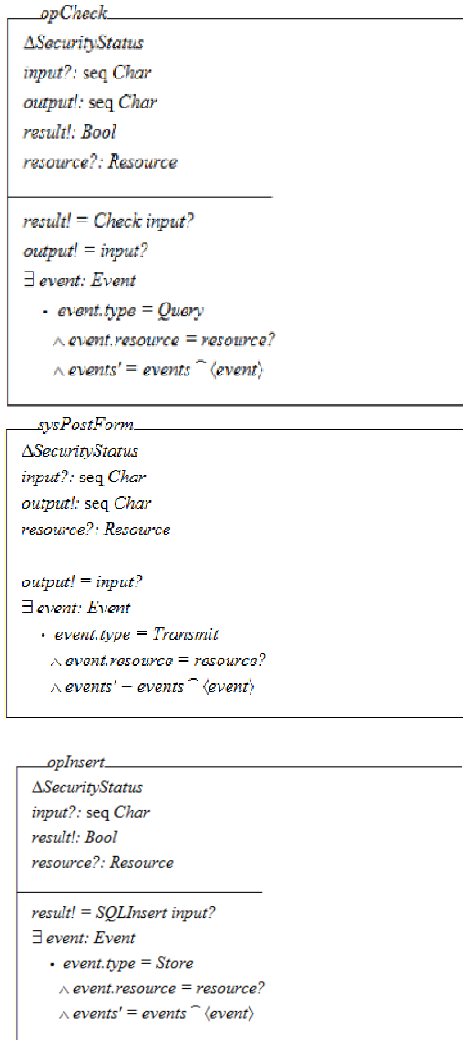 opCheck
ΔSecurityStatus
input?: seq Char
output!: seq Char
result!: Bool
resource?: Resource
result! = Check input?
output! = input?
∃ event: Event
• event.type = Query
∧ event.resource = resource?
∧ events' = events ⌢ ⟨event⟩
sysPostForm
ΔSecurityStatus
input?: seq Char
output!: seq Char
resource?: Resource
output! = input?
∃ event: Event
• event.type = Transmit
∧ event.resource = resource?
∧ events' = events ⌢ ⟨event⟩
opInsert
ΔSecurityStatus
input?: seq Char
result!: Bool
resource?: Resource
result! = SQLInsert input?
∃ event: Event
• event.type = Store
∧ event.resource = resource?
∧ events' = events ⌢ ⟨event⟩